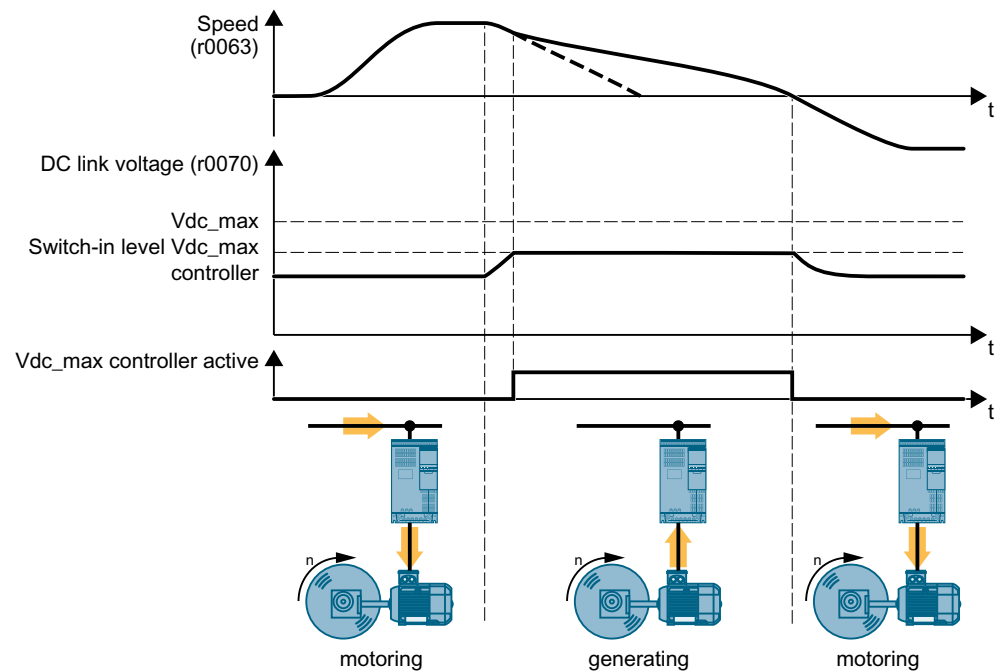 Speed
(r0063)
t
DC link voltage (r0070)
Vdc_max
Switch-in level Vdc_max
controller
t
Vdc_max controller active
t
n
n
n
motoring
generating
motoring